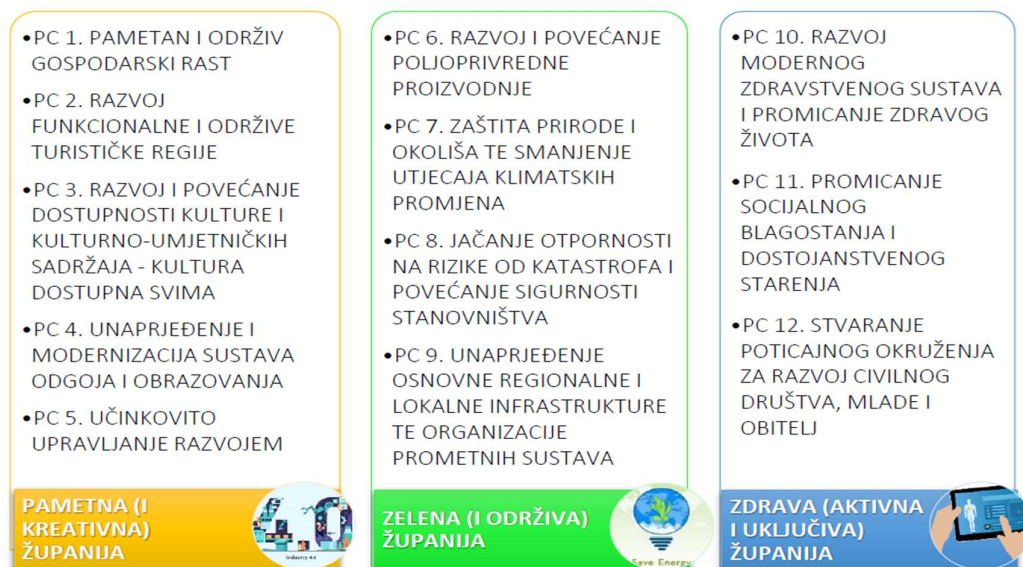 •PC 1. PAMETAN I ODRŽIV
GOSPODARSKI RAST
•PC 2. RAZVOJ
FUNKCIONALNE I ODRŽIVE
TURISTIČKE REGIJE
•PC 3. RAZVOJ I POVEĆANJE
DOSTUPNOSTI KULTURE I
KULTURNO-UMJETNIČKIH
SADRŽAJA - KULTURA
DOSTUPNA SVIMA
•PC 4. UNAPRJEĐENJE I
MODERNIZACIJA SUSTAVA
ODGOJA I OBRAZOVANJA
•PC 5. UČINKOVITO
UPRAVLJANJE RAZVOJEM
PAMETNA (I
KREATIVNA)
ŽUPANIJA
4.0
Industry 4.0
•PC 6. RAZVOJ I POVEĆANJE
POLJOPRIVREDNE
PROIZVODNJE
•PC 7. ZAŠTITA PRIRODE I
OKOLIŠA TE SMANJENJE
UTJECAJA KLIMATSKIH
PROMJENA
•PC 8. JAČANJE OTPORNOSTI
NA RIZIKE OD KATASTROFA I
POVEĆANJE SIGURNOSTI
STANOVNIŠTVA
•PC 9. UNAPRJEĐENJE
OSNOVNE REGIONALNE I
LOKALNE INFRASTRUKTURE
TE ORGANIZACIJE
PROMETNIH SUSTAVA
ZELENA (I ODRŽIVA)
ŽUPANIJA
Save Energy
•PC 10. RAZVOJ
MODERNOG
ZDRAVSTVENOG SUSTAVA
I PROMICANJE ZDRAVOG
ŽIVOTA
•PC 11. PROMICANJE
SOCIJALNOG
BLAGOSTANJA I
DOSTOJANSTVENOG
STARENJA
•PC 12. STVARANJE
POTICAJNOG OKRUŽENJA
ZA RAZVOJ CIVILNOG
DRUŠTVA, MLADE I
OBITELJ
ZDRAVA (AKTIVNA
I UKLJUČIVA)
ŽUPANIJA